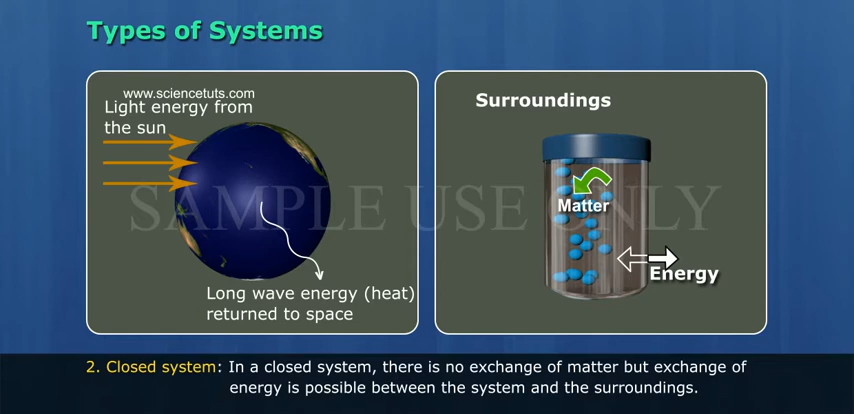 Types of Systems
www.sciencetuts.com
Light energy from
the sun
Long wave energy (heat)
returned to space
Surroundings
Matter
Energy
SAMPLE USE ONLY
2. Closed system: In a closed system, there is no exchange of matter but exchange of
energy is possible between the system and the surroundings.